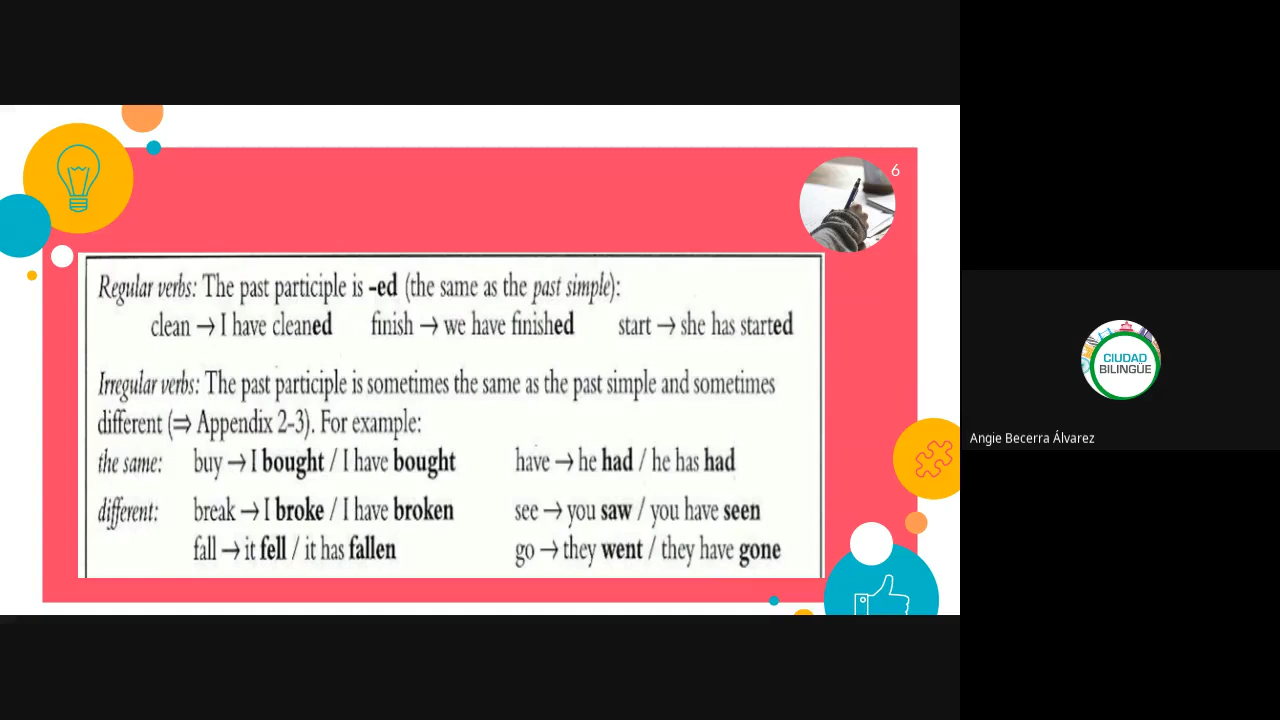 6
Regular verbs: The past participle is -ed (the same as the past simple):
clean → I have cleaned finish → we have finished start → she has started
Irregular verbs: The past participle is sometimes the same as the past simple and sometimes
different (⇒ Appendix 2–3). For example:
the same: buy → I bought / I have bought have → he had / he has had
different: break → I broke / I have broken see → you saw / you have seen
fall → it fell / it has fallen go → they went / they have gone
CIUDAD
BILINGÜE
Angie Becerra Álvarez